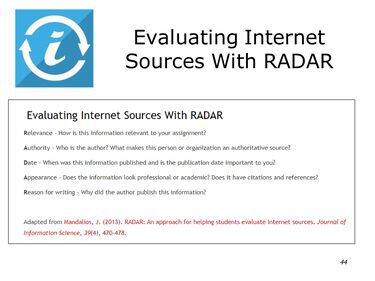 Evaluating Internet
Sources With RADAR
Evaluating Internet Sources With RADAR
Relevance - How is this information relevant to your assignment?
Authority - Who is the author? What makes this person or organization an authoritative source?
Date - When was this information published and is the publication date important to you?
Appearance - Does the information look professional or academic? Does it have citations and references?
Reason for writing - Why did the author publish this information?
Adapted from Mandalios, J. (2013). RADAR: An approach for helping students evaluate Internet sources. Journal of
Information Science, 39(4), 470-478.
44